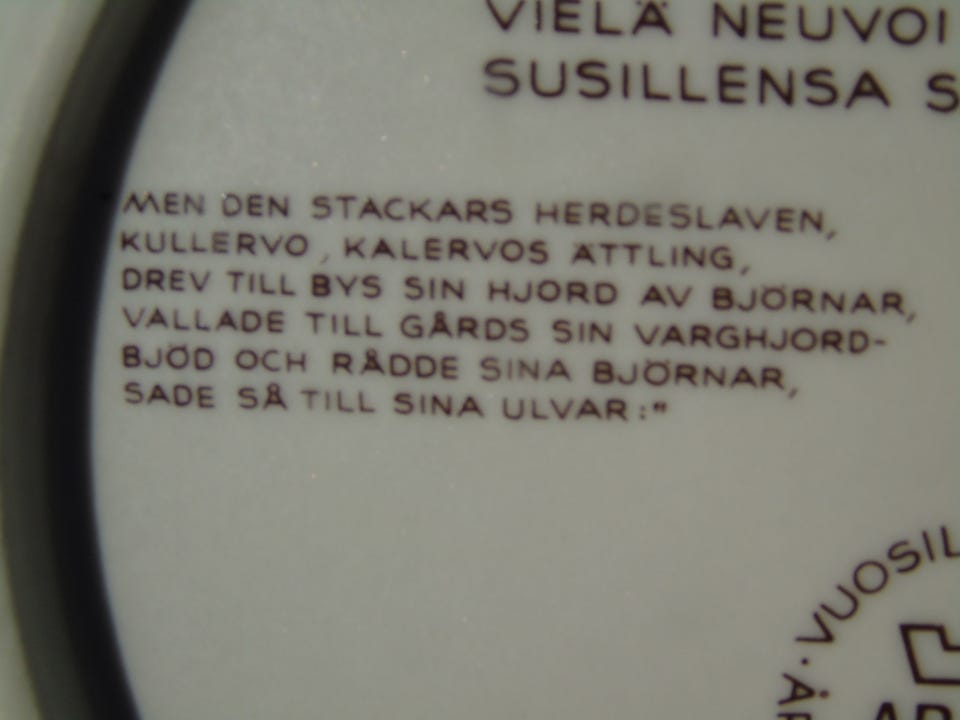 VIELÄ NEUVOI
SUSILLENSA
MEN DEN STACKARS HERDESLAVEN,
KULLERVO, KALERVOS ÄTTLING,
DREV TILL BYS SIN HJORD AV BJÖRNAR,
VALLADE TILL GÅRDS SIN VARGHJORD-
BJÖD OCH RÅDDE SINA BJÖRNAR,
SADE SÅ TILL SINA ULVAR:"